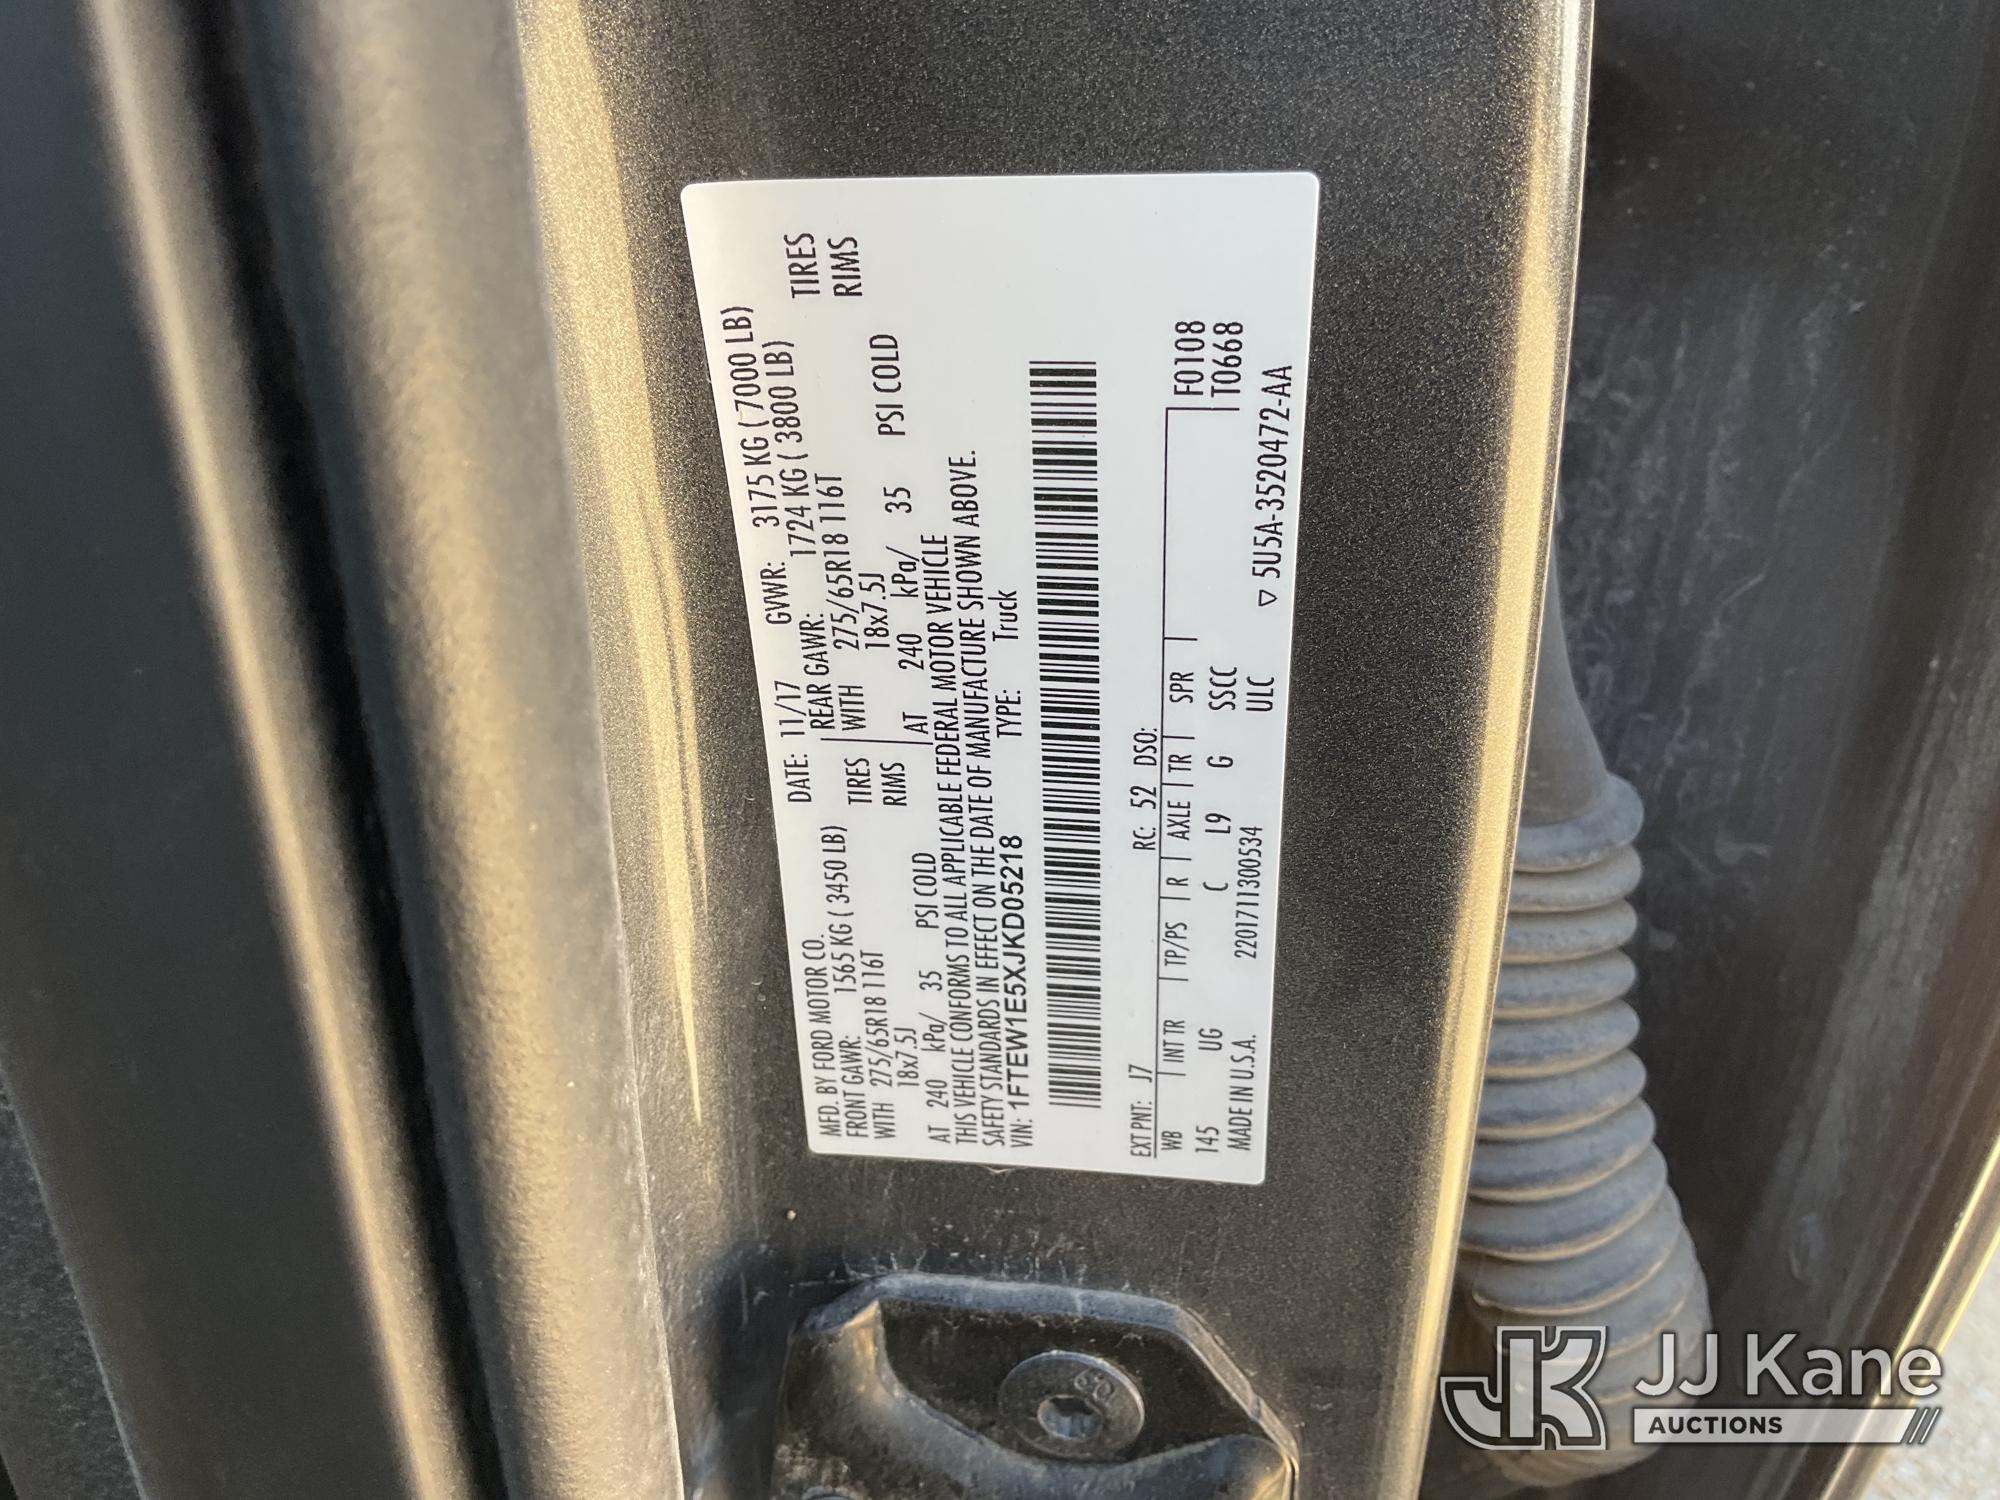 MFD. BY FORD MOTOR CO. DATE: 11/17 GVWR: 3175 KG ( 7000 LB)
FRONT GAWR: 1565 KG ( 3450 LB) REAR GAWR: 1724 KG ( 3800 LB)
WITH 275/65R18 116T TIRES WITH 275/65R18 116T TIRES
18x7.5J RIMS 18x7.5J RIMS
AT 240 kPa/ 35 PSI COLD AT 240 kPa/ 35 PSI COLD
THIS VEHICLE CONFORMS TO ALL APPLICABLE FEDERAL MOTOR VEHICLE
SAFETY STANDARDS IN EFFECT ON THE DATE OF MANUFACTURE SHOWN ABOVE.
VIN: 1FTEW1E5XJKD05218 TYPE: Truck
EXT PNT: J7 RC: 52 DSO:
WB INT TR TP/PS R AXLE TR SPR F0108
145 UG C L9 G SSCC T0668
MADE IN U.S.A. 220171300534 ULC
▽ 5U5A-3520472-AA
JK JJ Kane
AUCTIONS